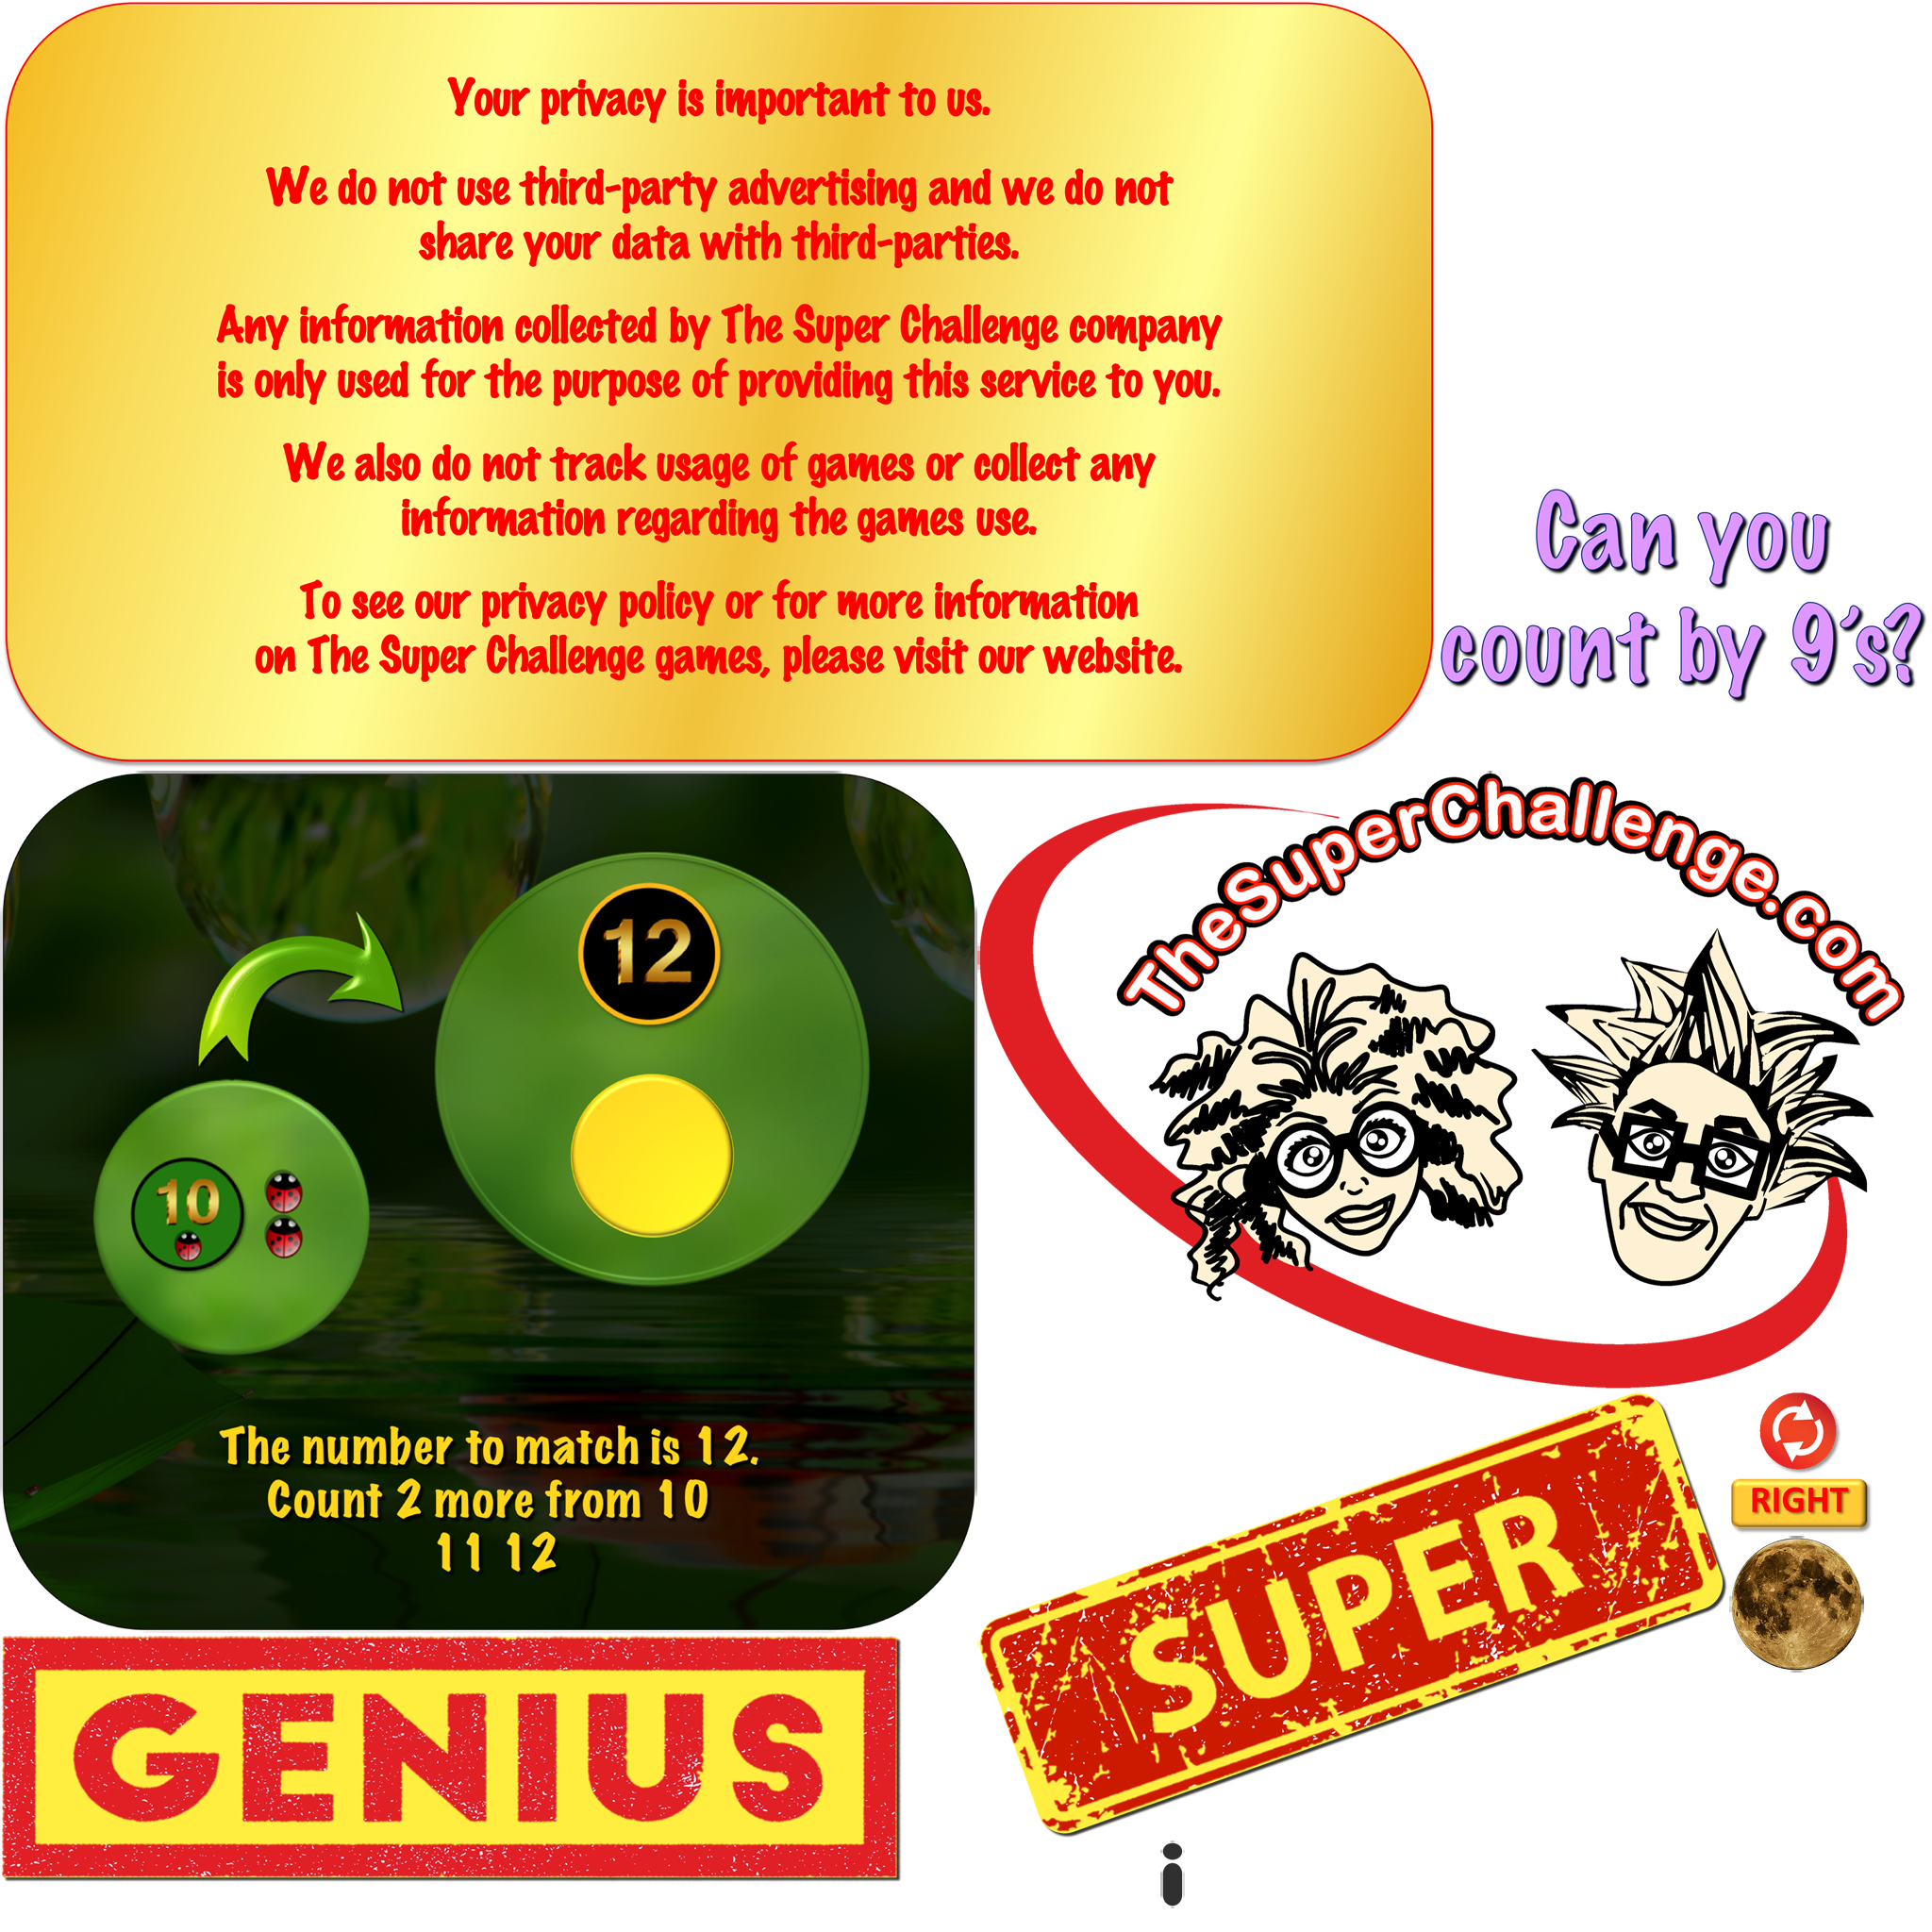 Your privacy is important to us.
We do not use third-party advertising and we do not
share your data with third-parties.
Any information collected by The Super Challenge company
is only used for the purpose of providing this service to you.
We also do not track usage of games or collect any
information regarding the games use.
To see our privacy policy or for more information
on The Super Challenge games, please visit our website.
Can you
count by 9's?
12
10
The number to match is 12.
Count 2 more from 10
11 12
TheSuperChallenge.com
RIGHT
SUPER
GENIUS
i